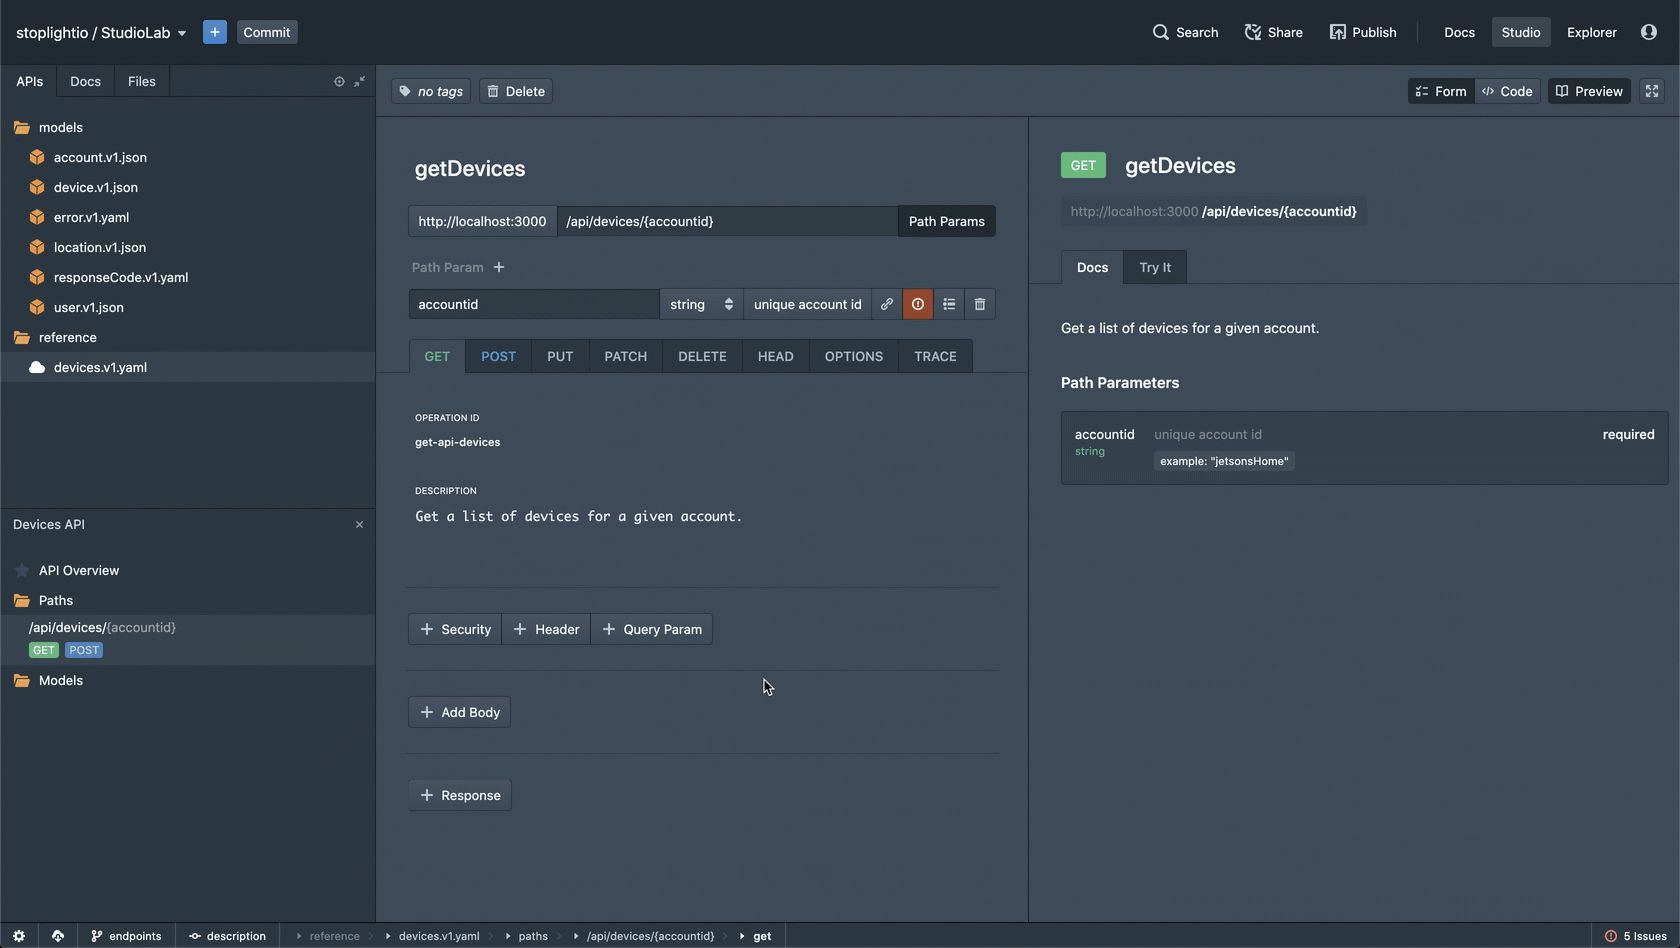 stoplightio / StudioLab
+
Commit
Search
Share
Publish
Docs
Studio
Explorer
APIs
Docs
Files
no tags
Delete
Form
Code
Preview
models
account.v1.json
device.v1.json
error.v1.yaml
location.v1.json
responseCode.v1.yaml
user.v1.json
reference
devices.v1.yaml
Devices API
API Overview
Paths
/api/devices/{accountid}
GET POST
Models
getDevices
http://localhost:3000 /api/devices/{accountid} Path Params
Path Param +
accountid string unique account id
GET POST PUT PATCH DELETE HEAD OPTIONS TRACE
OPERATION ID
get-api-devices
DESCRIPTION
Get a list of devices for a given account.
+ Security + Header + Query Param
+ Add Body
+ Response
GET getDevices
http://localhost:3000 /api/devices/{accountid}
Docs Try It
Get a list of devices for a given account.
Path Parameters
accountid unique account id required
string
example: "jetsonsHome"
endpoints
description
reference
devices.v1.yaml
paths
/api/devices/{accountid}
get
5 Issues